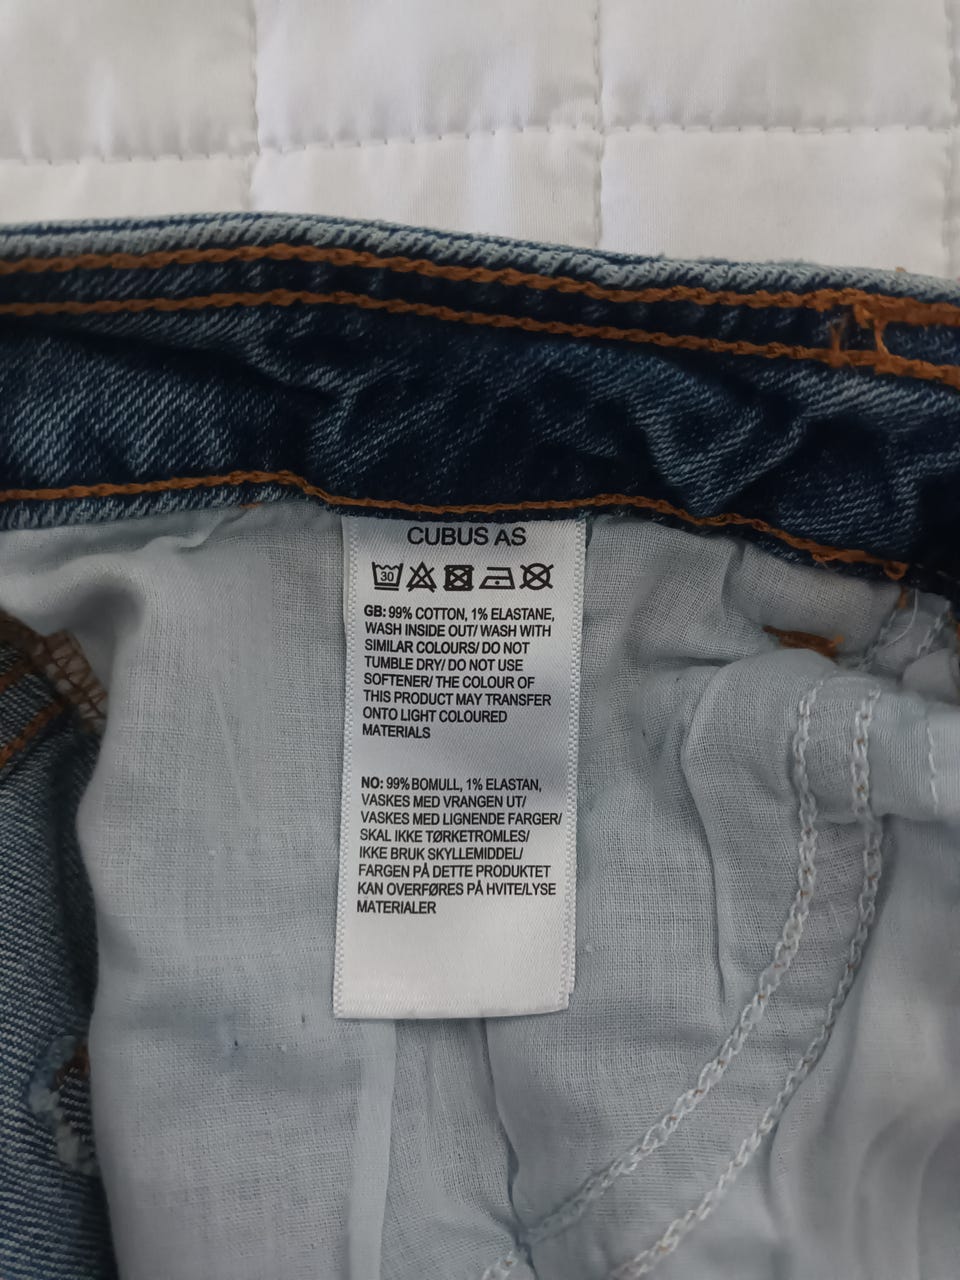 CUBUS AS
30
GB: 99% COTTON, 1% ELASTANE,
WASH INSIDE OUT/ WASH WITH
SIMILAR COLOURS/ DO NOT
TUMBLE DRY/ DO NOT USE
SOFTENER/ THE COLOUR OF
THIS PRODUCT MAY TRANSFER
ONTO LIGHT COLOURED
MATERIALS
NO: 99% BOMULL, 1% ELASTAN,
VASKES MED VRANGEN UT/
VASKES MED LIGNENDE FARGER/
SKAL IKKE TØRKETROMLES/
IKKE BRUK SKYLLEMIDDEL/
FARGEN PÅ DETTE PRODUKTET
KAN OVERFØRES PÅ HVITE/LYSE
MATERIALER